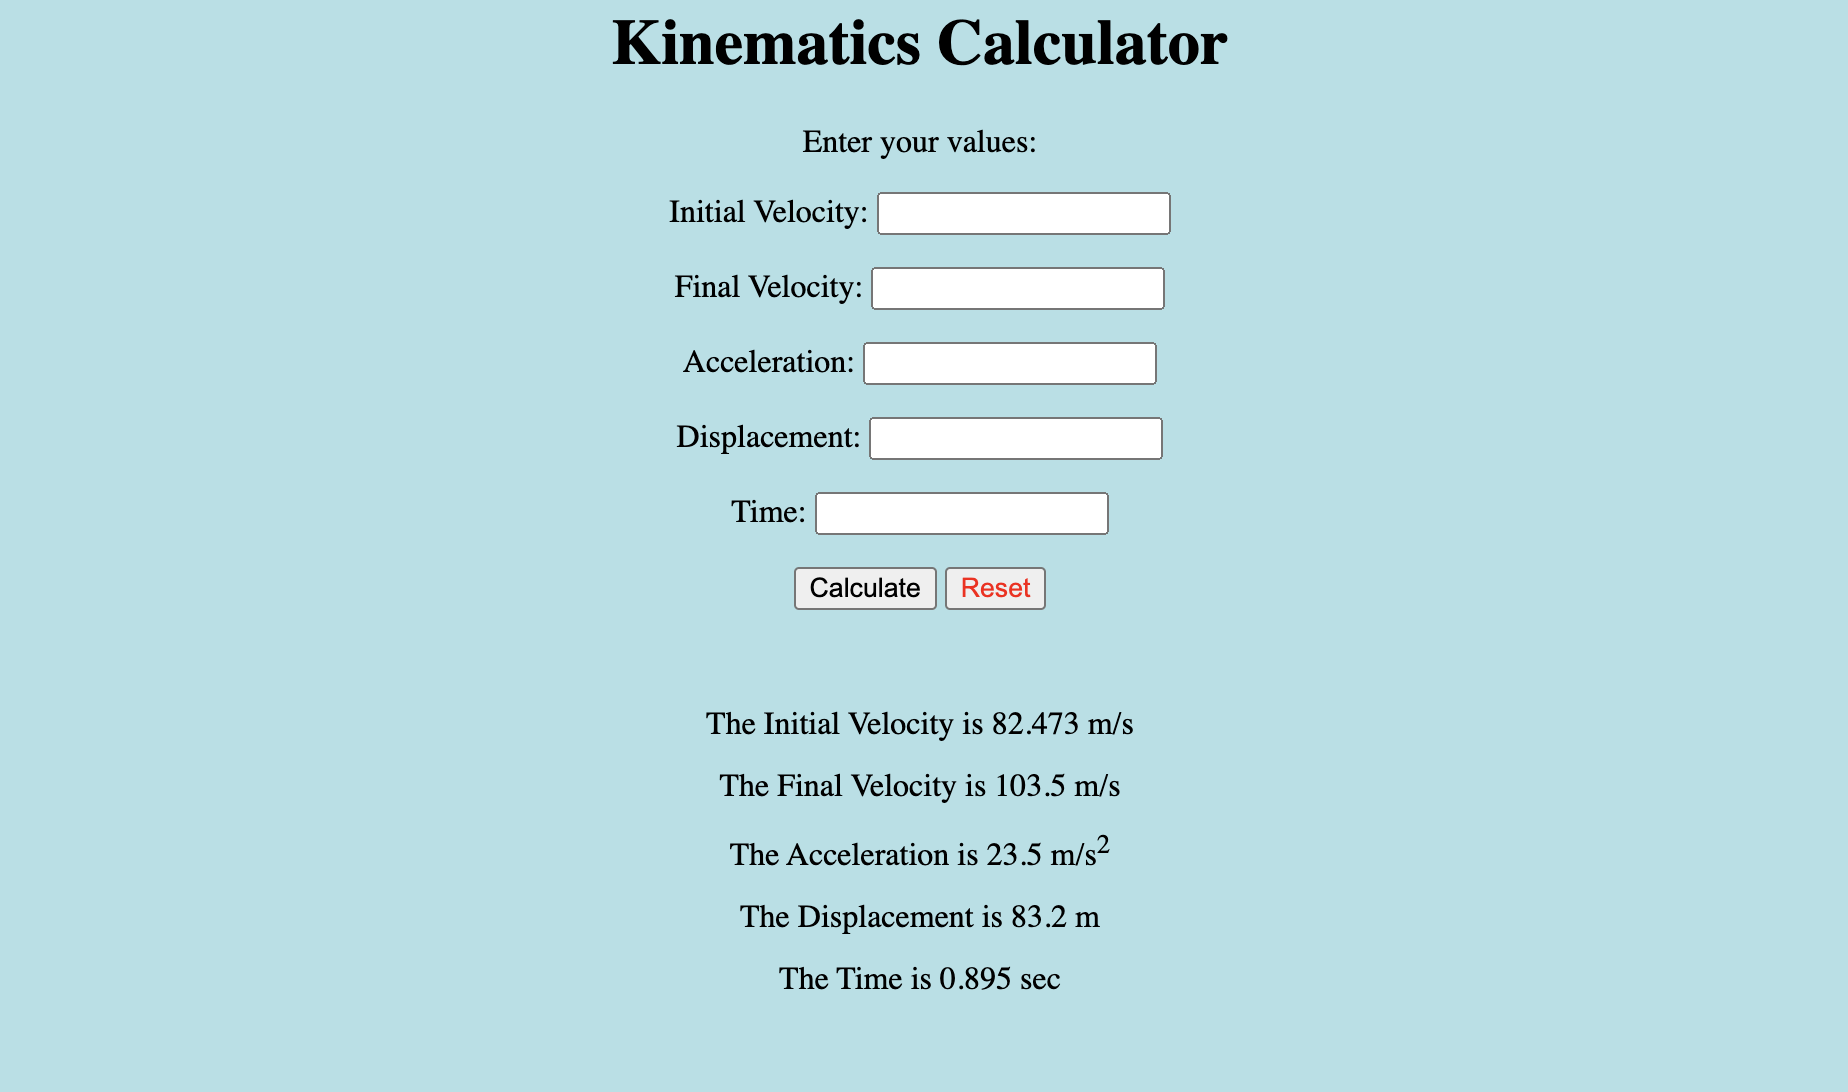 Kinematics Calculator
Enter your values:
Initial Velocity:
Final Velocity:
Acceleration:
Displacement:
Time:
Calculate Reset
The Initial Velocity is 82.473 m/s
The Final Velocity is 103.5 m/s
The Acceleration is 23.5 m/s²
The Displacement is 83.2 m
The Time is 0.895 sec